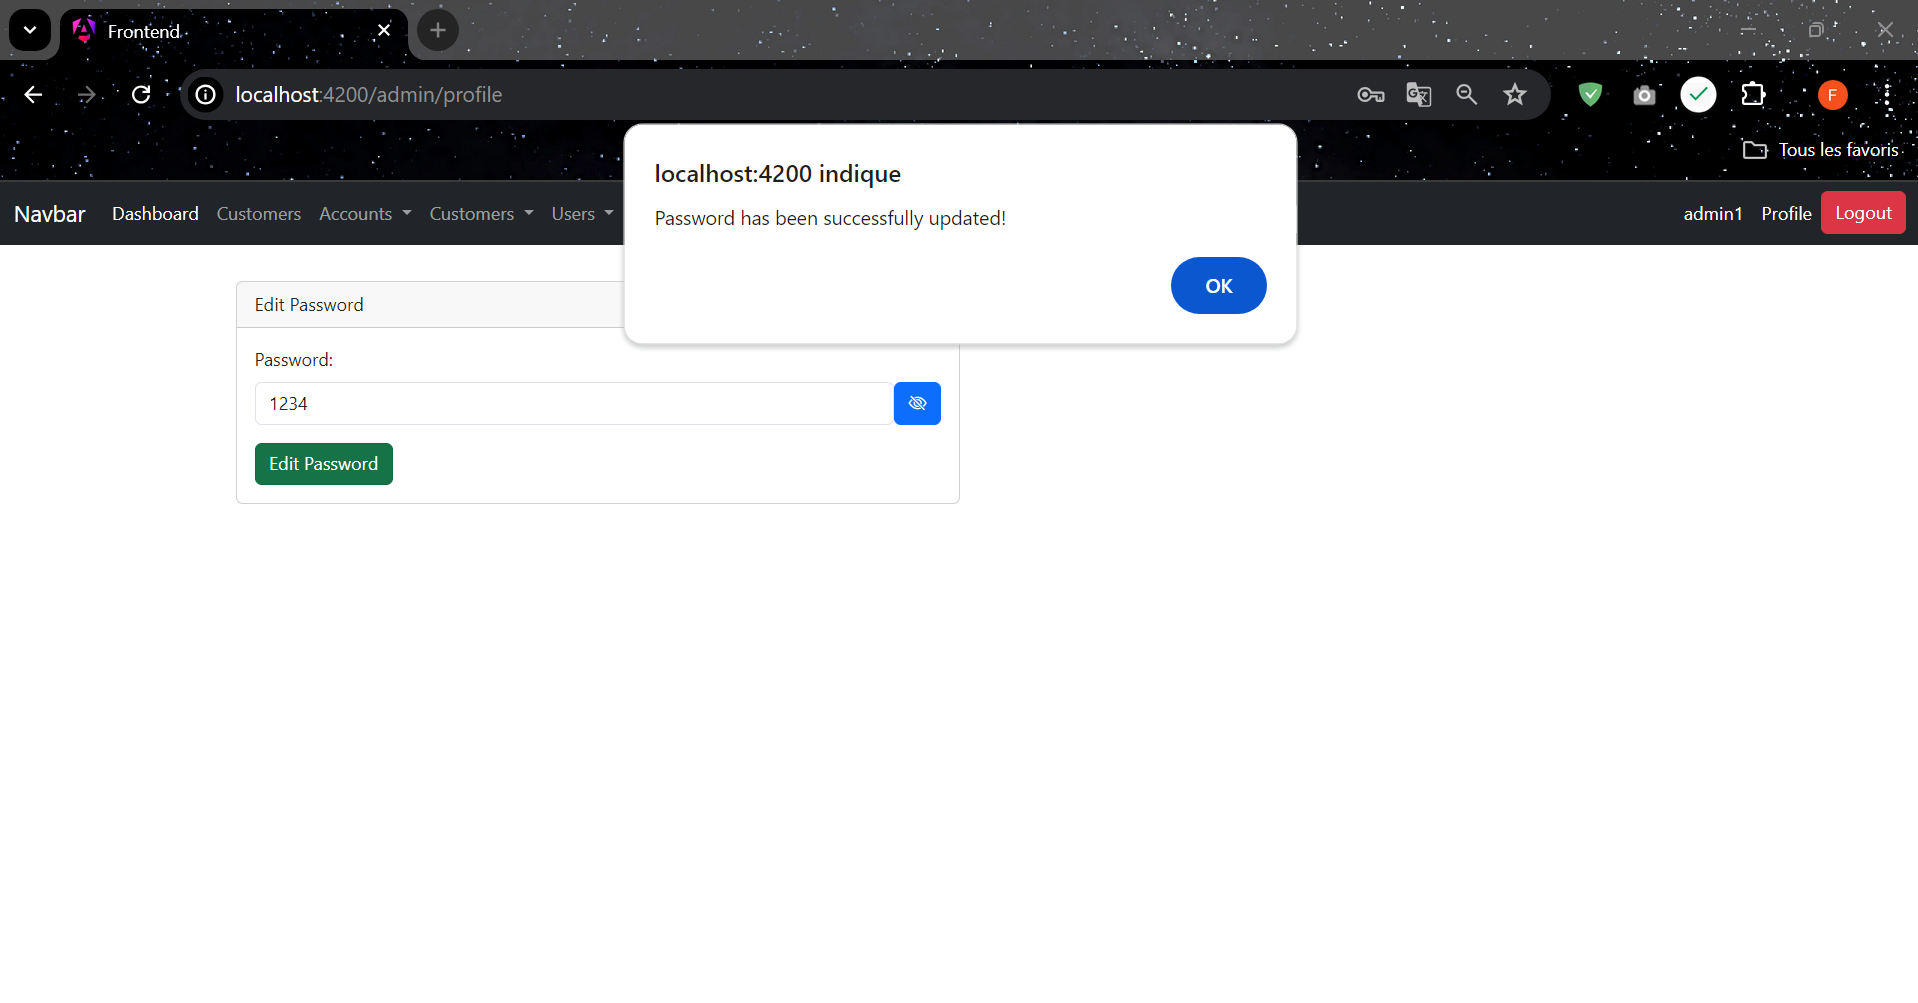 Frontend
localhost:4200/admin/profile
F
Tous les favoris
localhost:4200 indique
Password has been successfully updated!
OK
Navbar Dashboard Customers Accounts Customers Users admin1 Profile Logout
Edit Password
Password:
1234
Edit Password